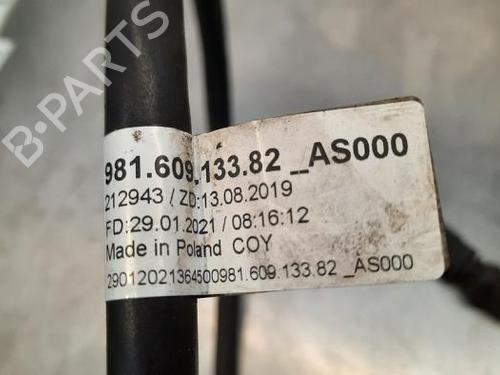 B-PARTS
981.609.133.82 _AS000
212943 / ZD:13.08.2019
FD:29.01.2021 / 08:16:12
Made in Poland COY
29012021364500981.609.133.82 _AS000